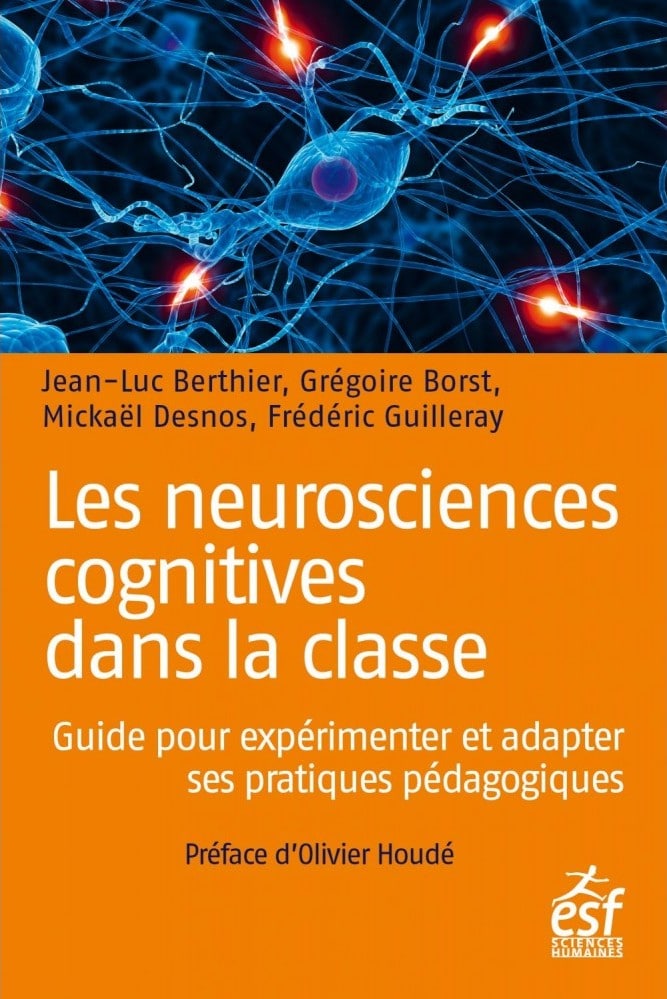 Jean-Luc Berthier, Grégoire Borst,
Mickaël Desnos, Frédéric Guilleray
Les neurosciences
cognitives
dans la classe
Guide pour expérimenter et adapter
ses pratiques pédagogiques
Préface d'Olivier Houdé
esf
SCIENCES
HUMAINES